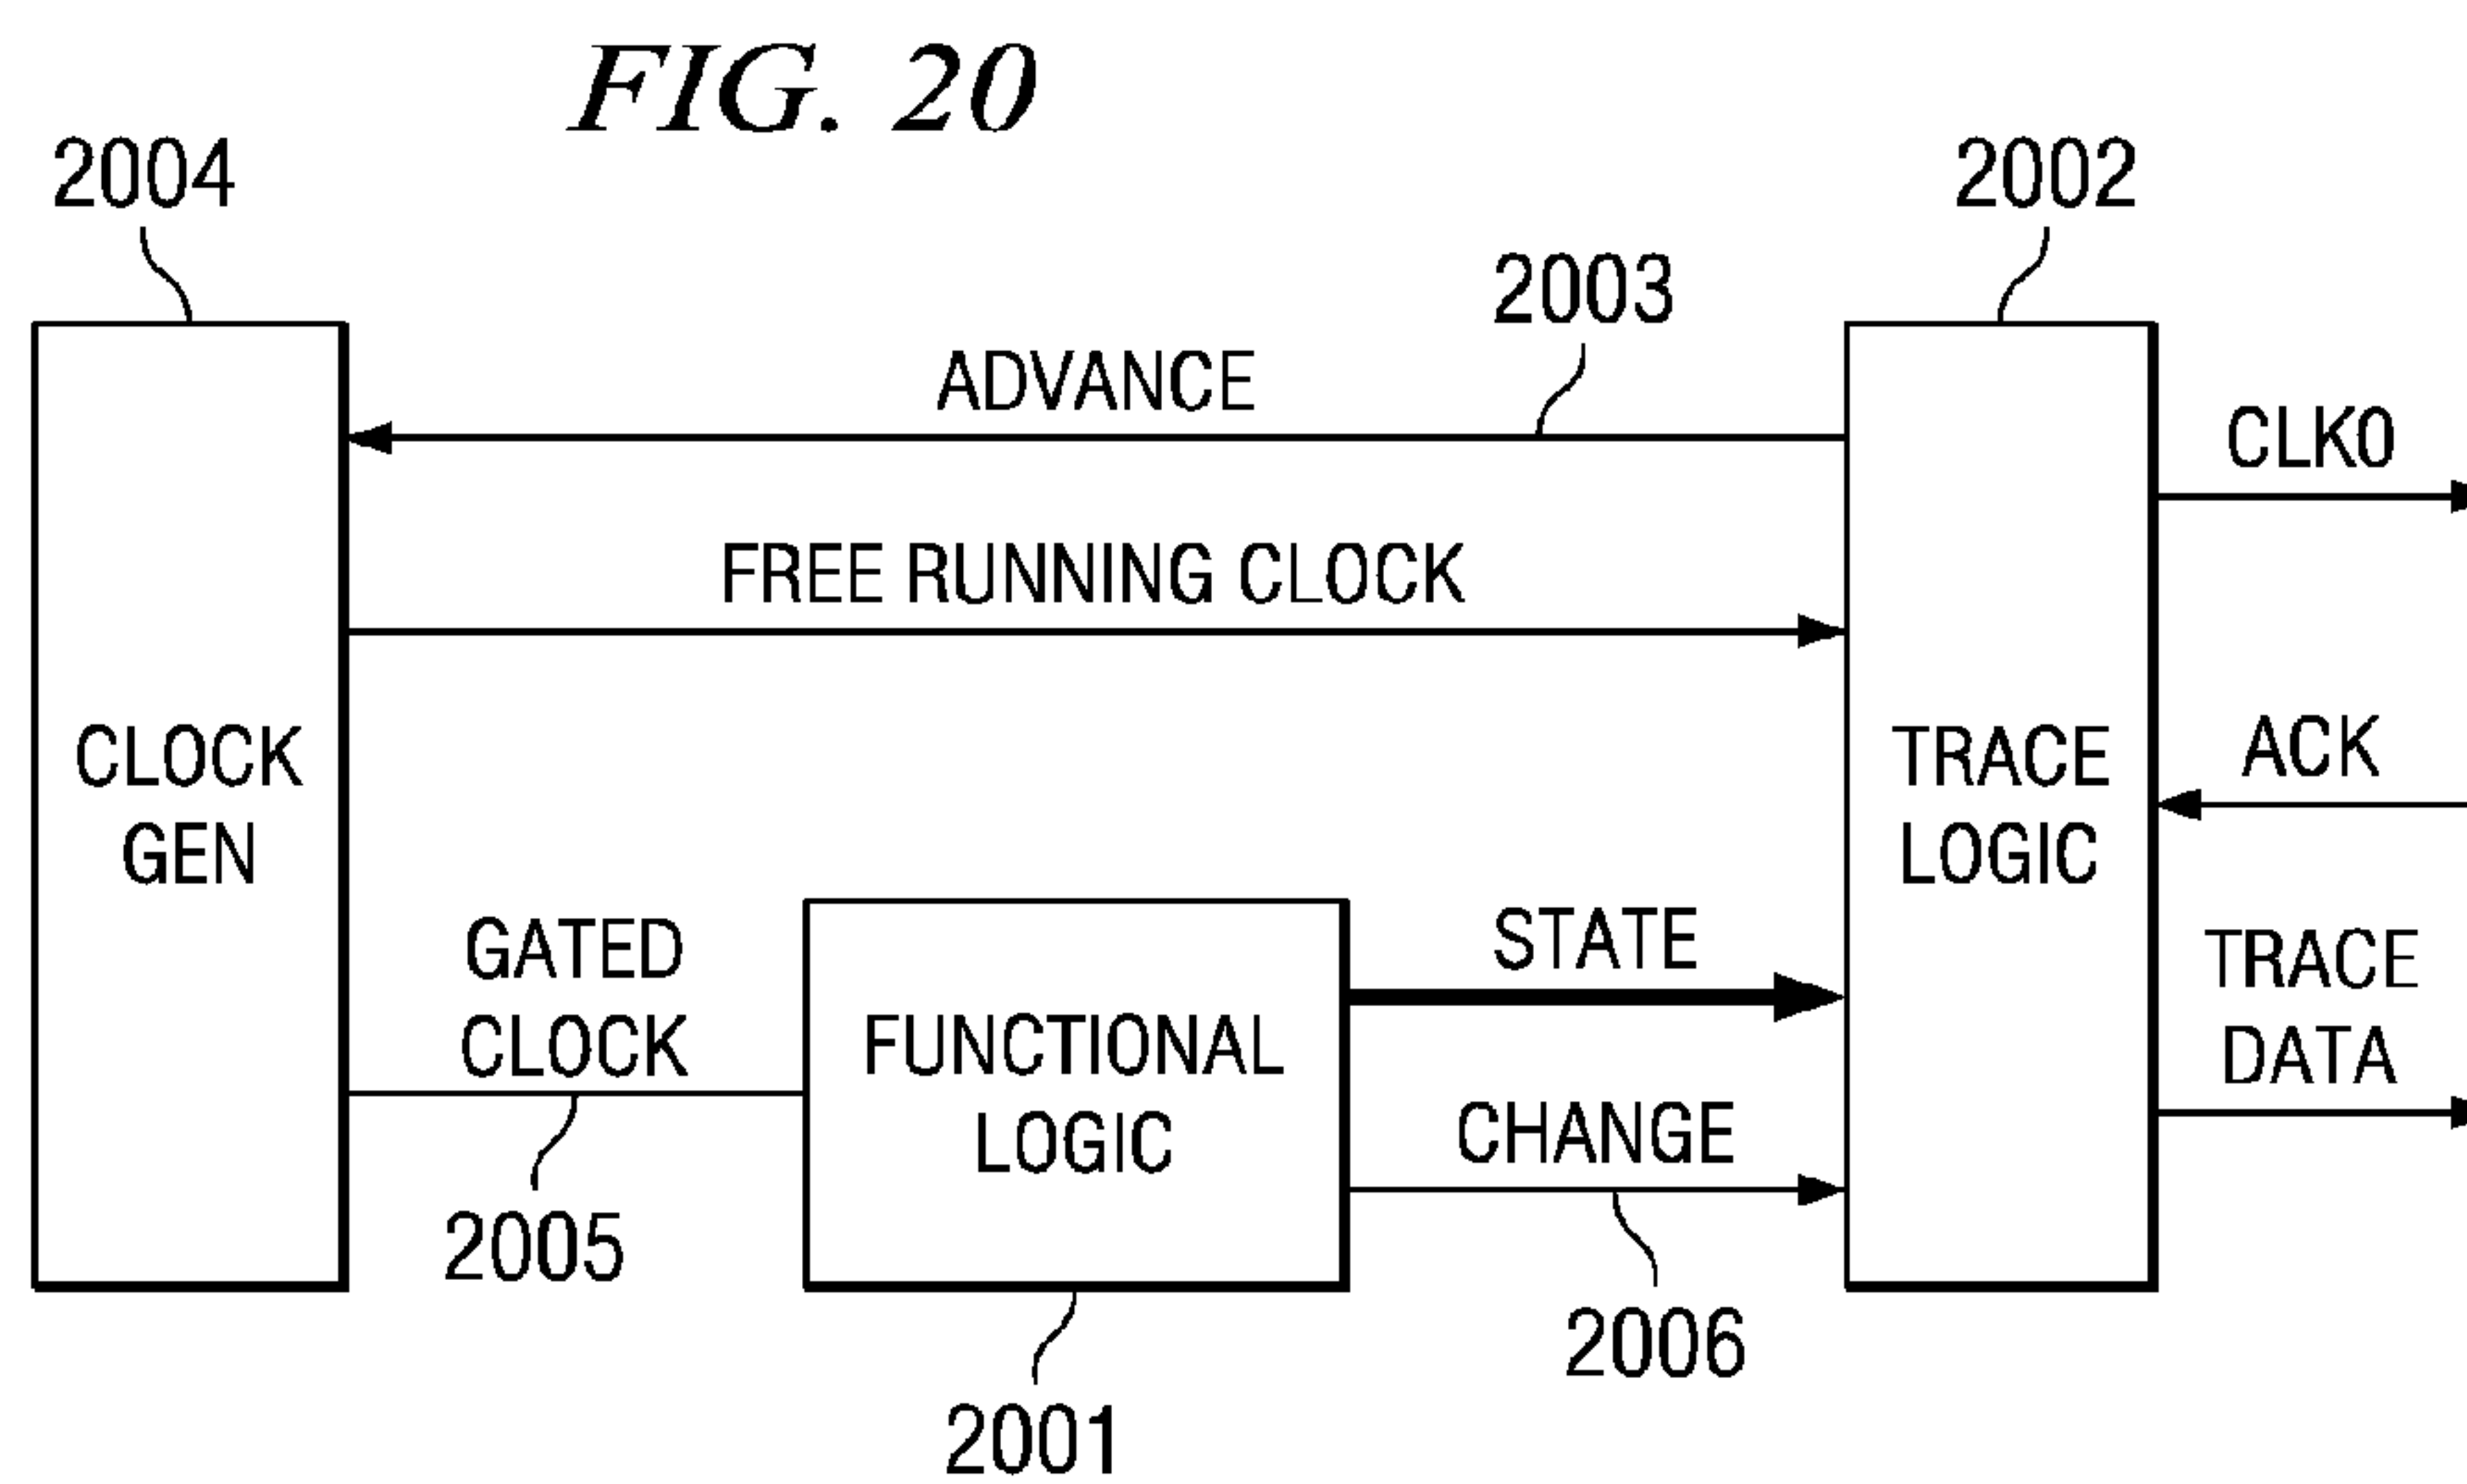 FIG. 20
2004
2002
2003
ADVANCE
CLK0
FREE RUNNING CLOCK
CLOCK
GEN
TRACE
LOGIC
ACK
GATED
CLOCK
FUNCTIONAL
LOGIC
STATE
TRACE
DATA
CHANGE
2005
2006
2001